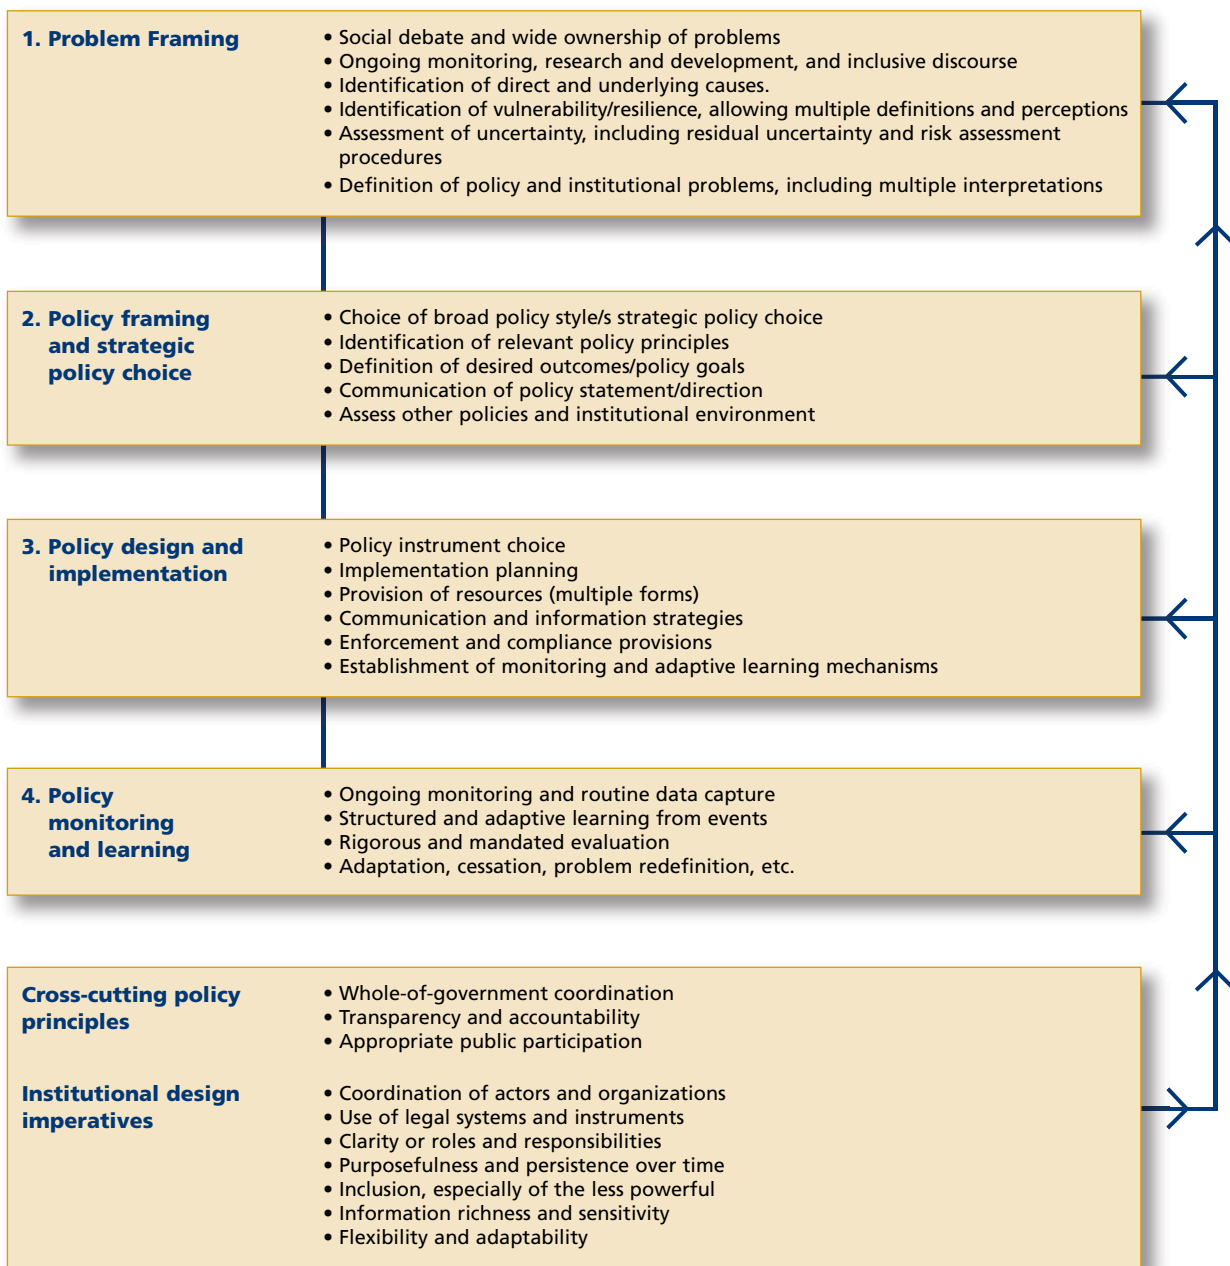 1. Problem Framing
• Social debate and wide ownership of problems
• Ongoing monitoring, research and development, and inclusive discourse
• Identification of direct and underlying causes.
• Identification of vulnerability/resilience, allowing multiple definitions and perceptions
• Assessment of uncertainty, including residual uncertainty and risk assessment
procedures
• Definition of policy and institutional problems, including multiple interpretations
2. Policy framing
and strategic
policy choice
• Choice of broad policy style/s strategic policy choice
• Identification of relevant policy principles
• Definition of desired outcomes/policy goals
• Communication of policy statement/direction
• Assess other policies and institutional environment
3. Policy design and
implementation
• Policy instrument choice
• Implementation planning
• Provision of resources (multiple forms)
• Communication and information strategies
• Enforcement and compliance provisions
• Establishment of monitoring and adaptive learning mechanisms
4. Policy
monitoring
and learning
• Ongoing monitoring and routine data capture
• Structured and adaptive learning from events
• Rigorous and mandated evaluation
• Adaptation, cessation, problem redefinition, etc.
Cross-cutting policy
principles
• Whole-of-government coordination
• Transparency and accountability
• Appropriate public participation
Institutional design
imperatives
• Coordination of actors and organizations
• Use of legal systems and instruments
• Clarity or roles and responsibilities
• Purposefulness and persistence over time
• Inclusion, especially of the less powerful
• Information richness and sensitivity
• Flexibility and adaptability